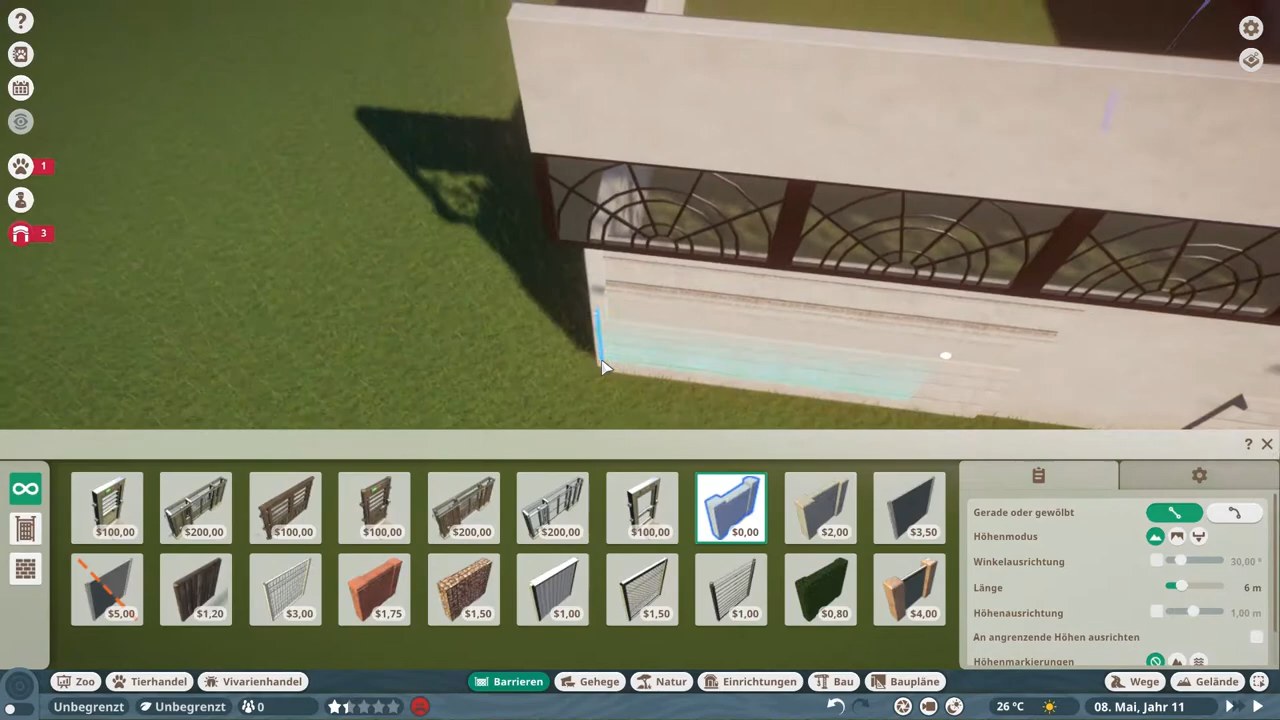 ?
1
3
?
$100,00 $200,00 $100,00 $100,00 $200,00 $200,00 $100,00 $0,00 $2,00 $3,50
$5,00 $1,20 $3,00 $1,75 $1,50 $1,00 $1,50 $1,00 $0,80 $4,00
Gerade oder gewölbt
Höhenmodus
Winkelausrichtung 30,00 °
Länge 6 m
Höhenausrichtung 1,00 m
An angrenzende Höhen ausrichten
Höhenmarkierungen
Zoo Tierhandel Vivarienhandel Barrieren Gehege Natur Einrichtungen Bau Baupläne Wege Gelände
Unbegrenzt Unbegrenzt 0 26 °C 08. Mai, Jahr 11